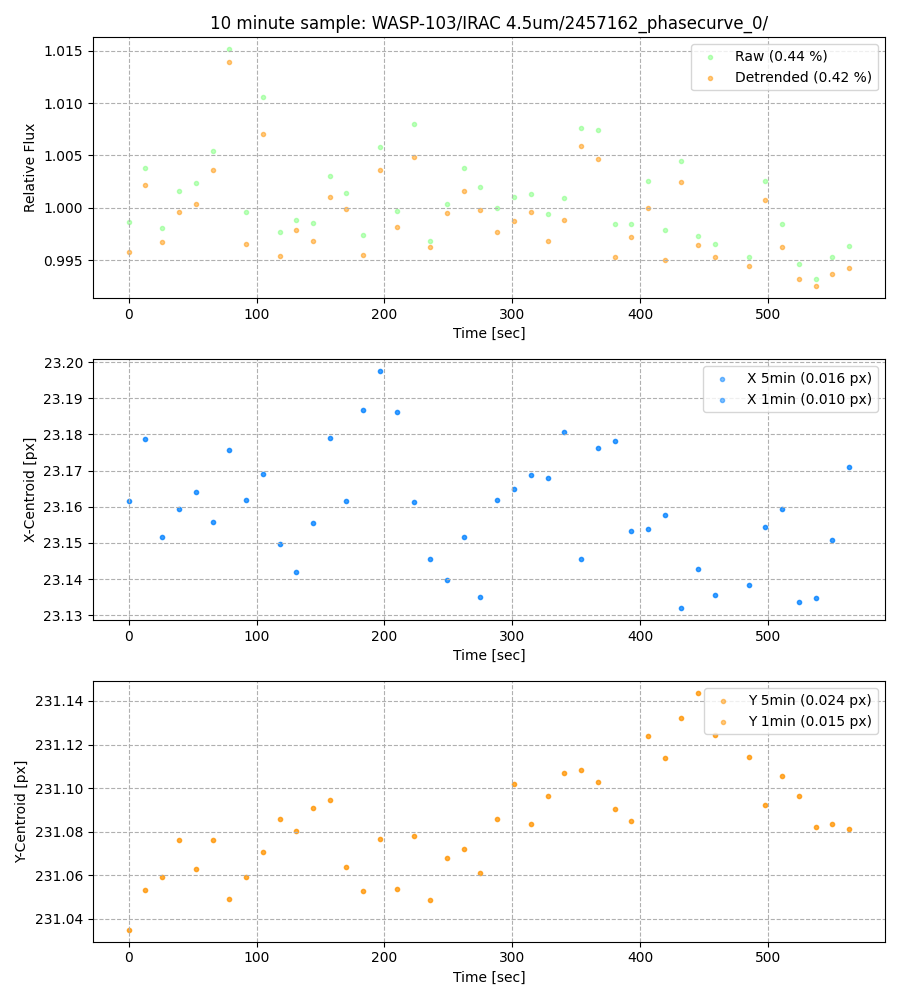 10 minute sample: WASP-103/IRAC 4.5um/2457162_phasecurve_0/
1.015
1.010
1.005
1.000
0.995
Relative Flux
Raw (0.44 %)
Detrended (0.42 %)
0 100 200 300 400 500
Time [sec]
23.20
23.19
23.18
23.17
23.16
23.15
23.14
23.13
X-Centroid [px]
X 5min (0.016 px)
X 1min (0.010 px)
0 100 200 300 400 500
Time [sec]
231.14
231.12
231.10
231.08
231.06
231.04
Y-Centroid [px]
Y 5min (0.024 px)
Y 1min (0.015 px)
0 100 200 300 400 500
Time [sec]